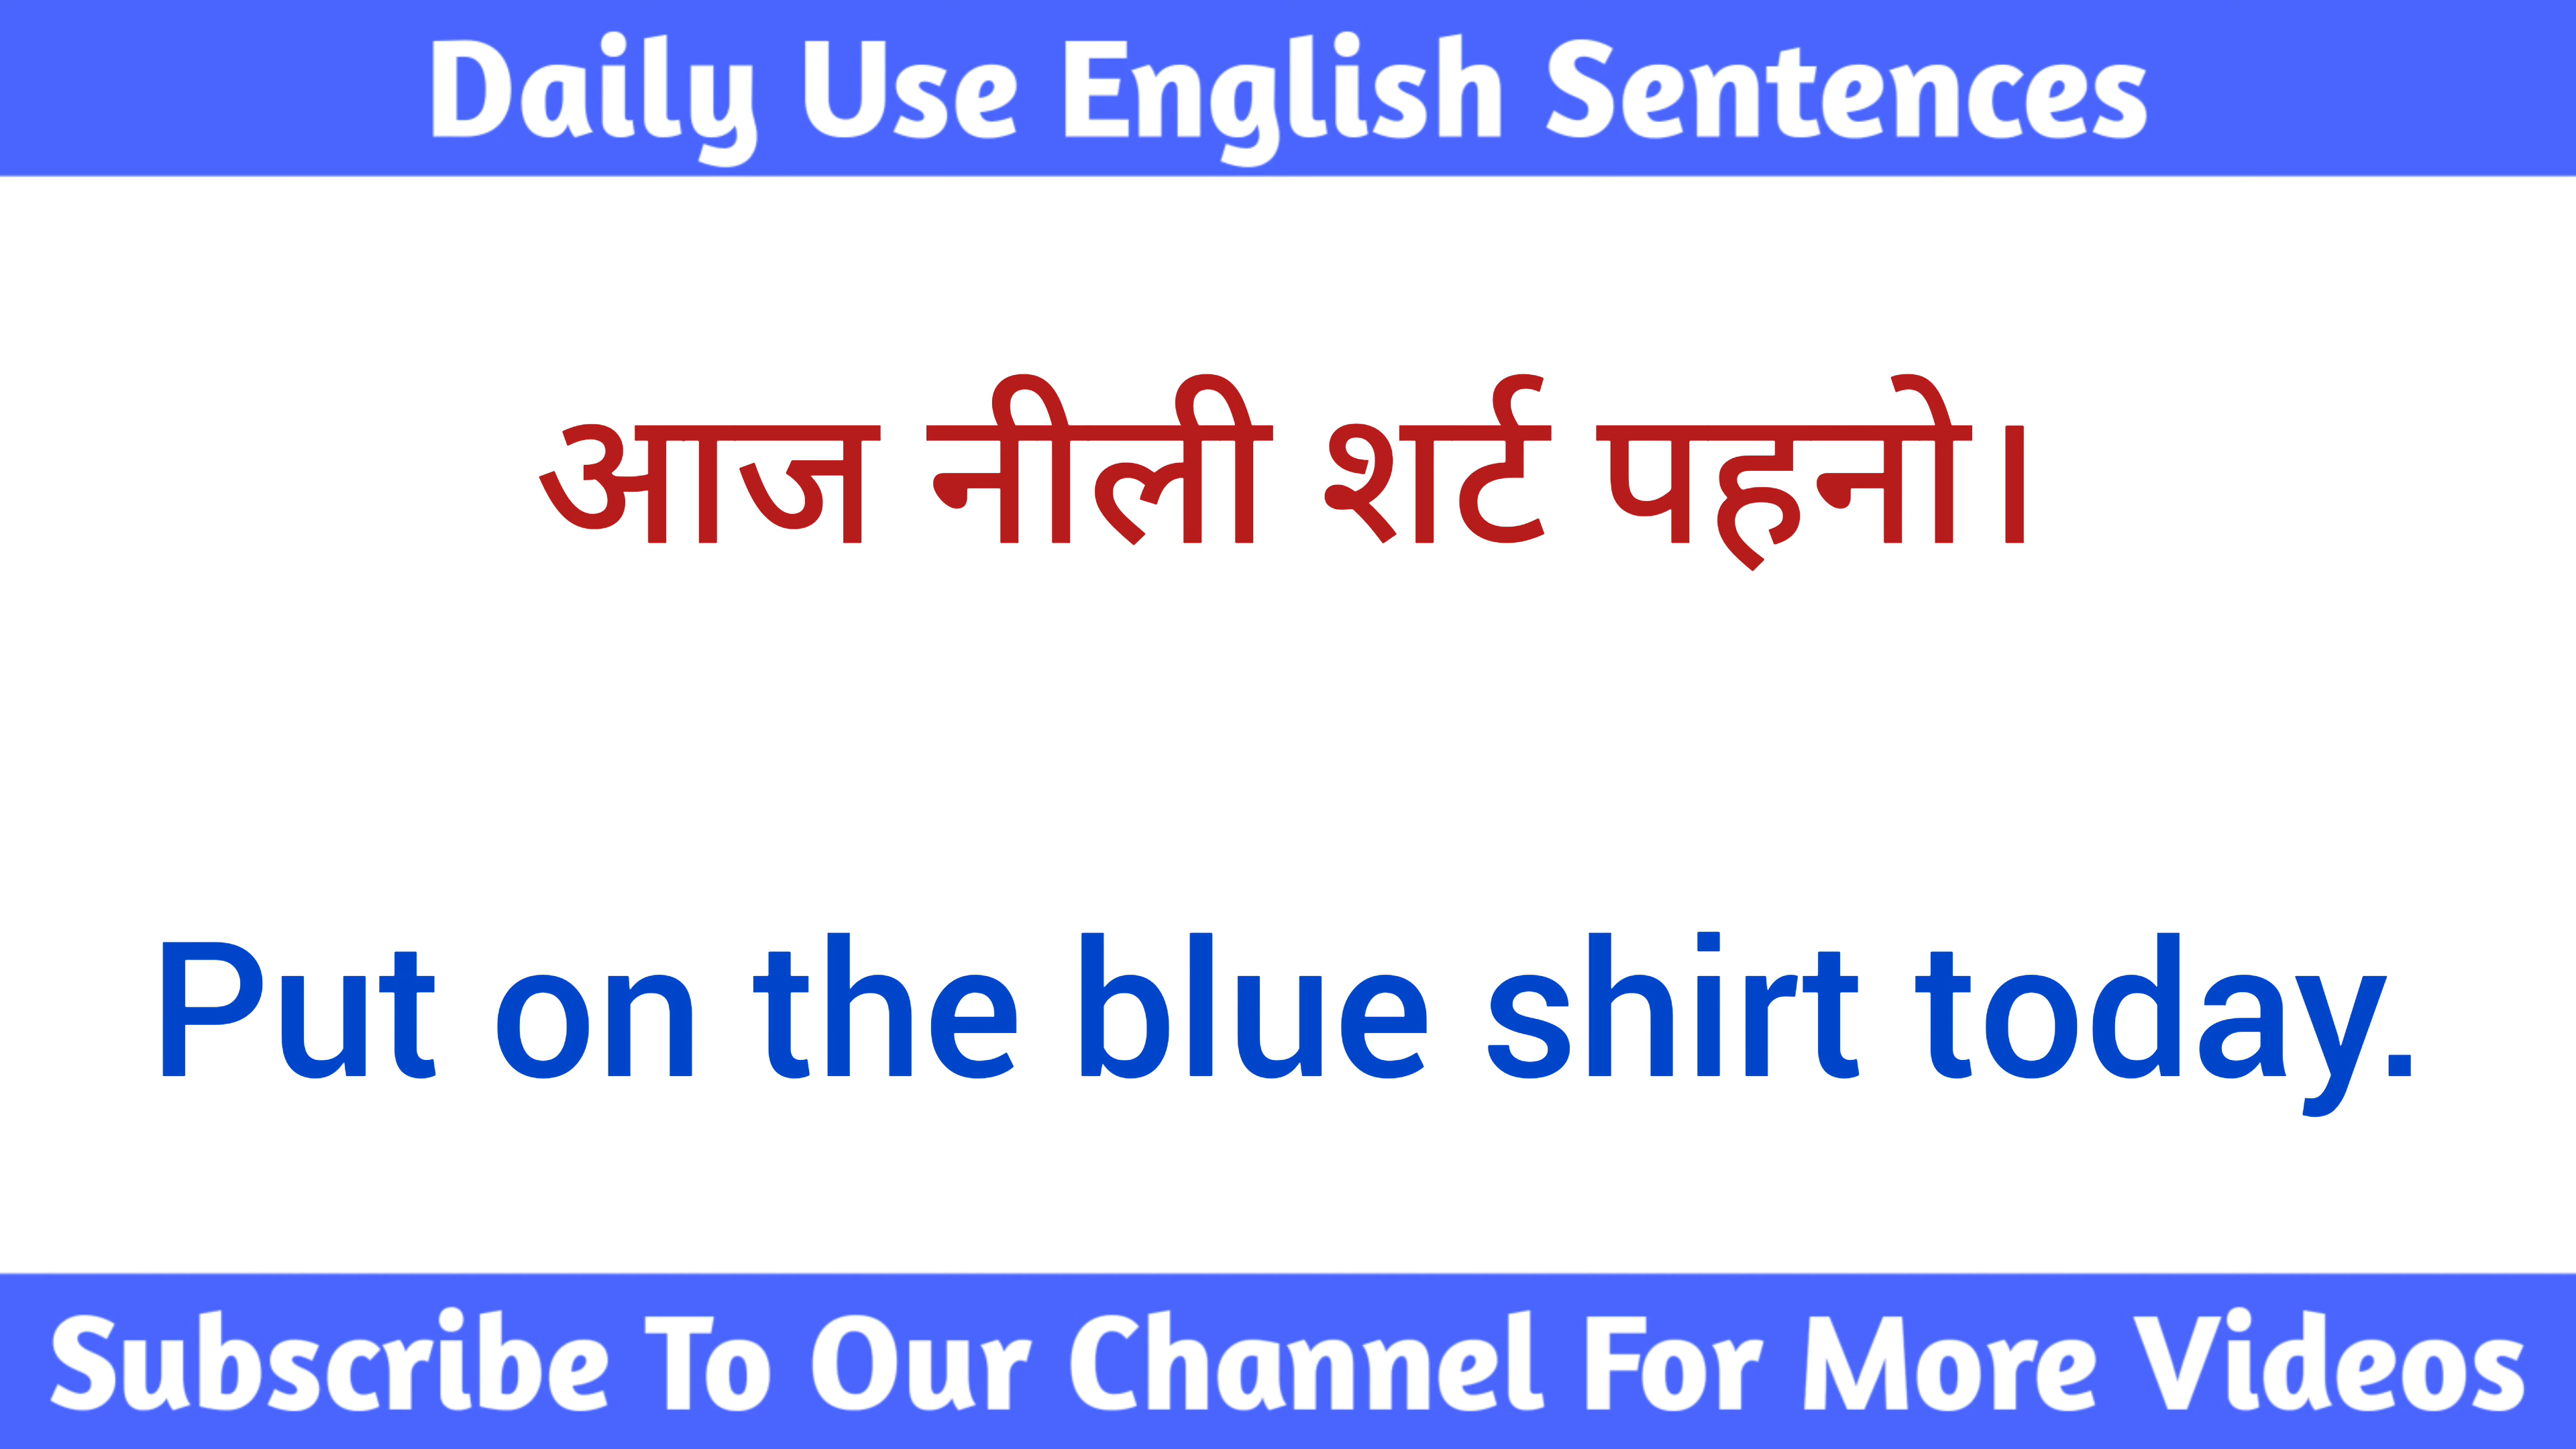 Daily Use English Sentences
आज नीली शर्ट पहनो।
Put on the blue shirt today.
Subscribe To Our Channel For More Videos